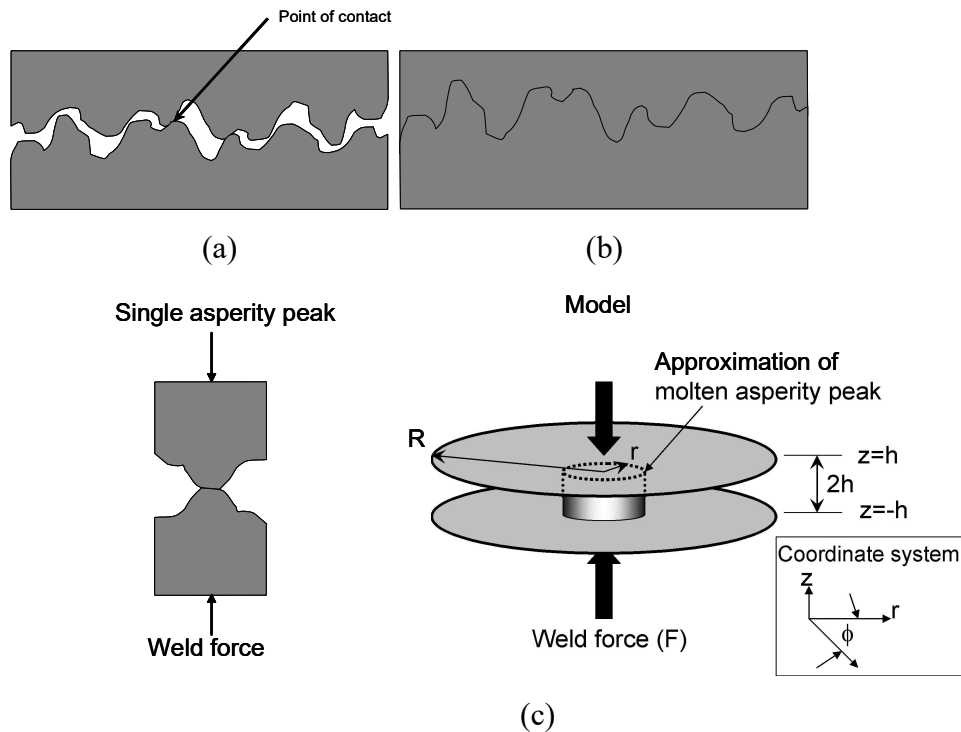 Point of contact
(a)
(b)
Single asperity peak
Weld force
Model
Approximation of
molten asperity peak
R
r
z=h
2h
z=-h
Weld force (F)
Coordinate system
z
r
ϕ
(c)